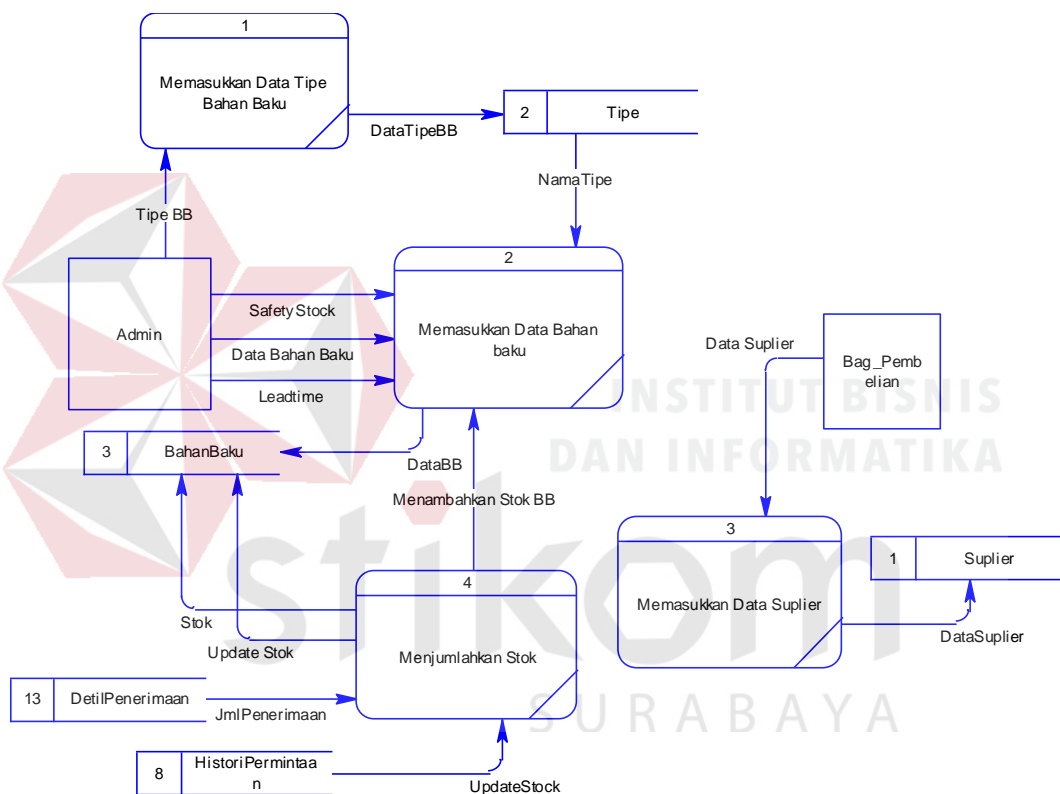 1
Memasukkan Data Tipe
Bahan Baku
DataTipeBB
2
Tipe
NamaTipe
Tipe BB
Admin
SafetyStock
Data Bahan Baku
Leadtime
2
Memasukkan Data Bahan
baku
Data Suplier
Bag_Pemb
elian
INSTITUT BISNIS
DAN INFORMATIKA
3
BahanBaku
DataBB
Menambahkan Stok BB
stikom
SURABAYA
3
Memasukkan Data Suplier
1
Suplier
DataSuplier
4
Menjumlahkan Stok
Stok
Update Stok
13
DetilPenerimaan
JmlPenerimaan
8
HistoriPermintaa
n
UpdateStock